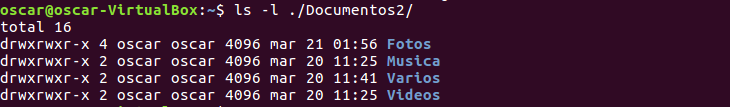 oscar@oscar-VirtualBox:~$ ls -l ./Documentos2/
total 16
drwxrwxr-x 4 oscar oscar 4096 mar 21 01:56 Fotos
drwxrwxr-x 2 oscar oscar 4096 mar 20 11:25 Musica
drwxrwxr-x 2 oscar oscar 4096 mar 20 11:41 Varios
drwxrwxr-x 2 oscar oscar 4096 mar 20 11:25 Videos